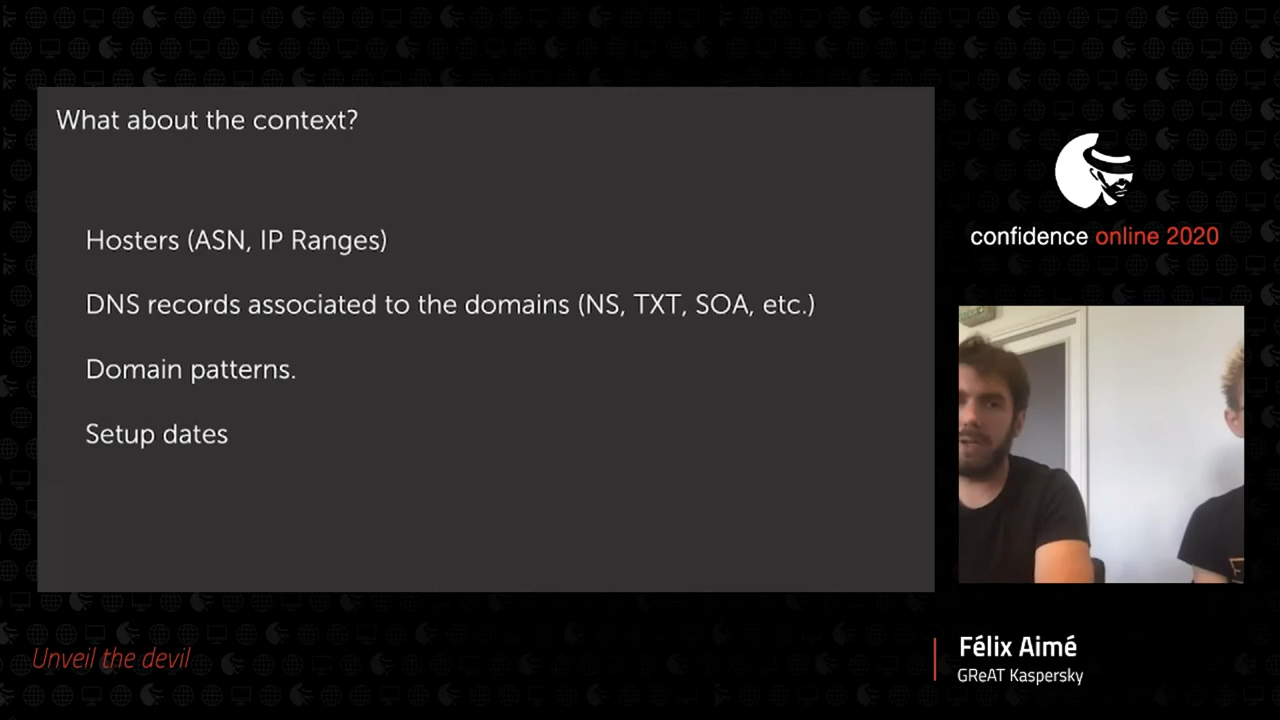 What about the context?
Hosters (ASN, IP Ranges)
DNS records associated to the domains (NS, TXT, SOA, etc.)
Domain patterns.
Setup dates
confidence online 2020
Unveil the devil
Félix Aimé
GReAT Kaspersky